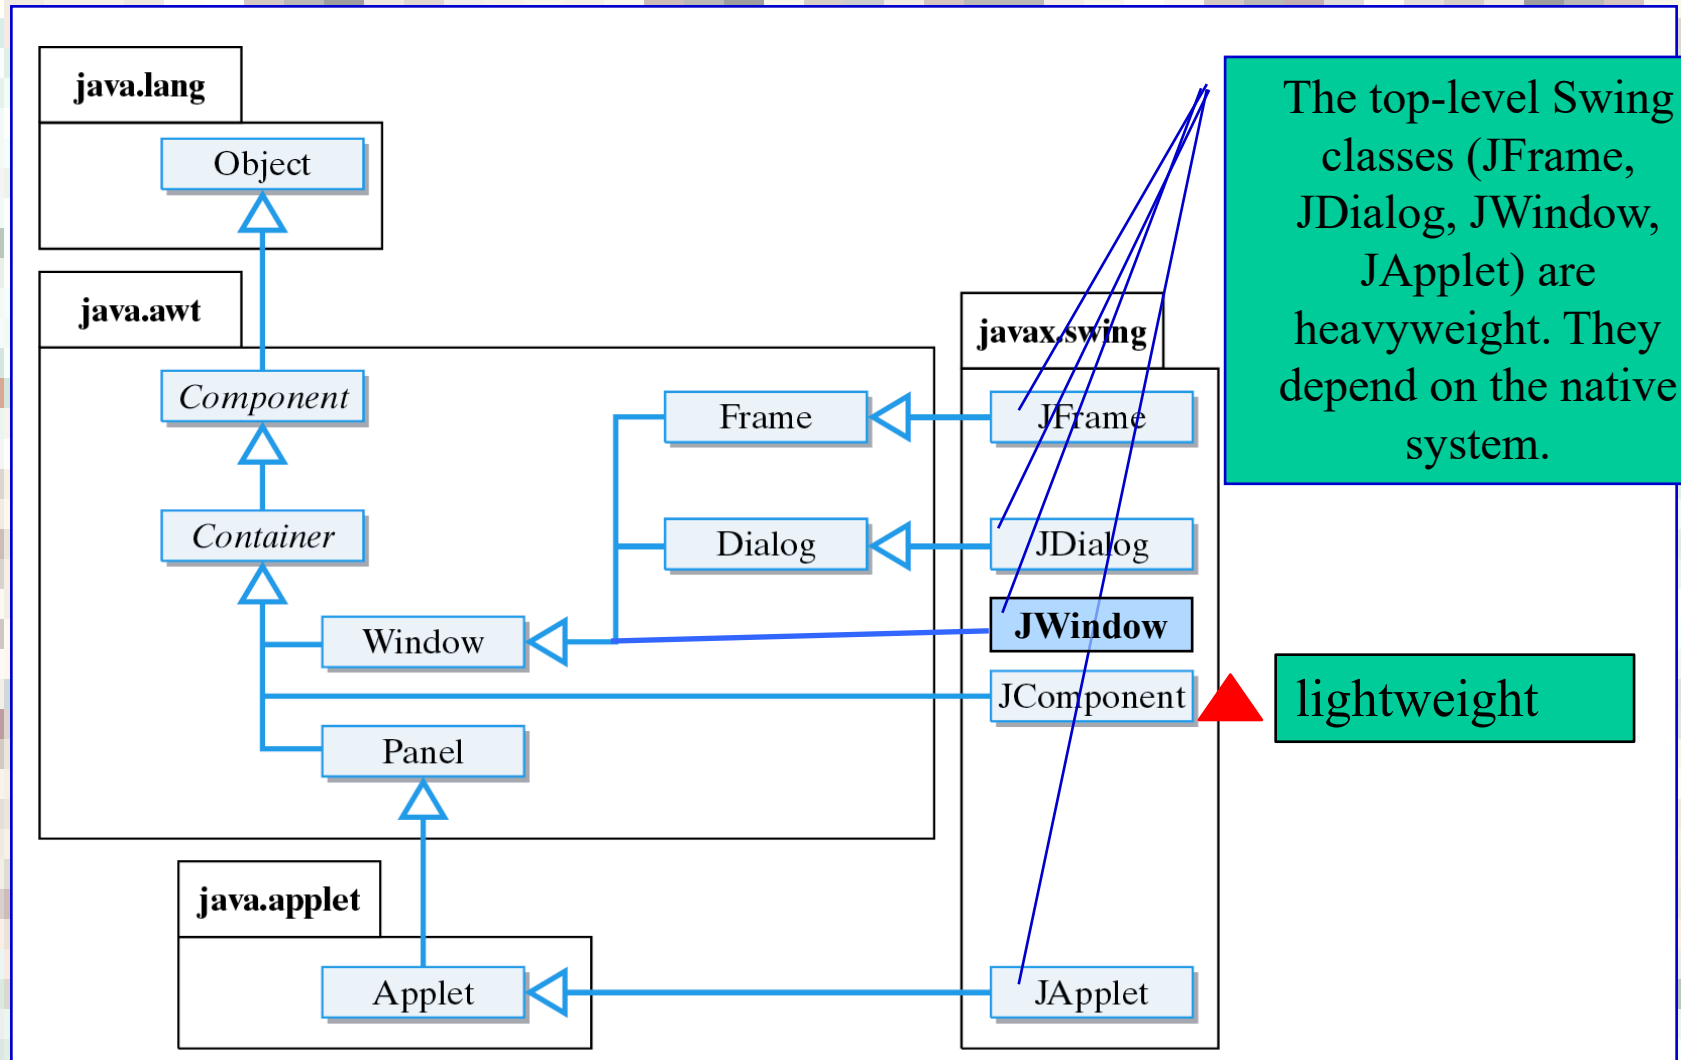 java.lang
Object
java.awt
Component
Container
Window
Panel
Frame
Dialog
java.applet
Applet
javax.swing
JFrame
JDialog
JWindow
JComponent
JApplet
The top-level Swing
classes (JFrame,
JDialog, JWindow,
JApplet) are
heavyweight. They
depend on the native
system.
lightweight